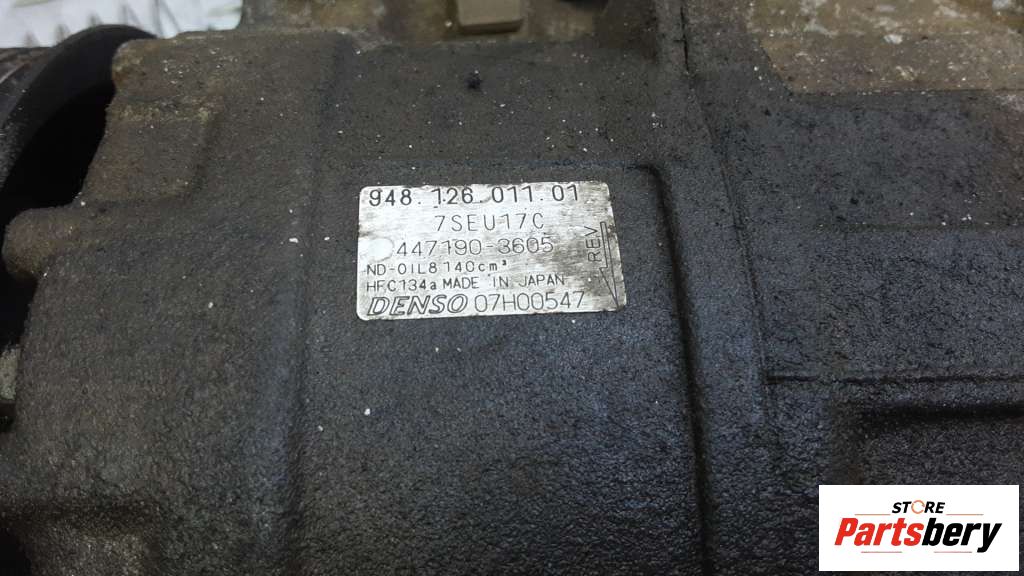 948.126.011.01
7SEU17C
447190-3605
REV
ND-OIL8 140cm³
HFC134a MADE IN JAPAN
DENSO 07H00547
STORE
Partsbery